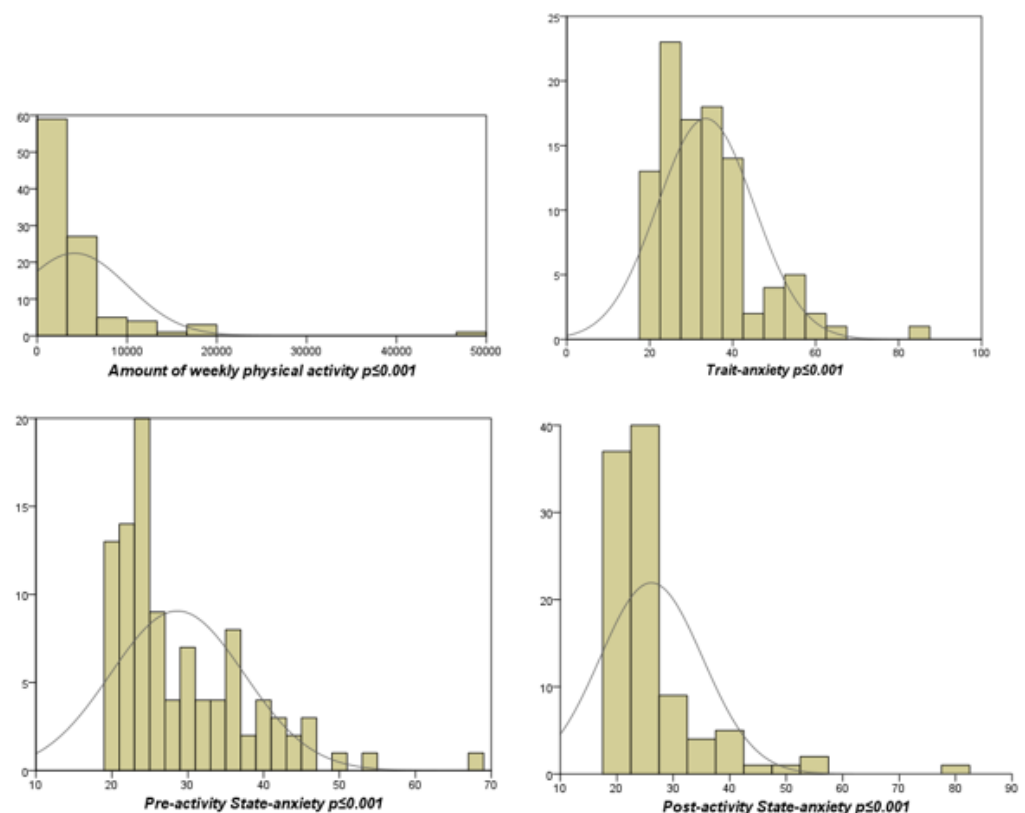 60
50
40
30
20
10
0
0 10000 20000 30000 40000 50000
Amount of weekly physical activity p≤0.001
25
20
15
10
5
0
0 20 40 60 80 100
Trait-anxiety p≤0.001
20
15
10
5
0
10 20 30 40 50 60 70
Pre-activity State-anxiety p≤0.001
40
30
20
10
0
10 20 30 40 50 60 70 80 90
Post-activity State-anxiety p≤0.001